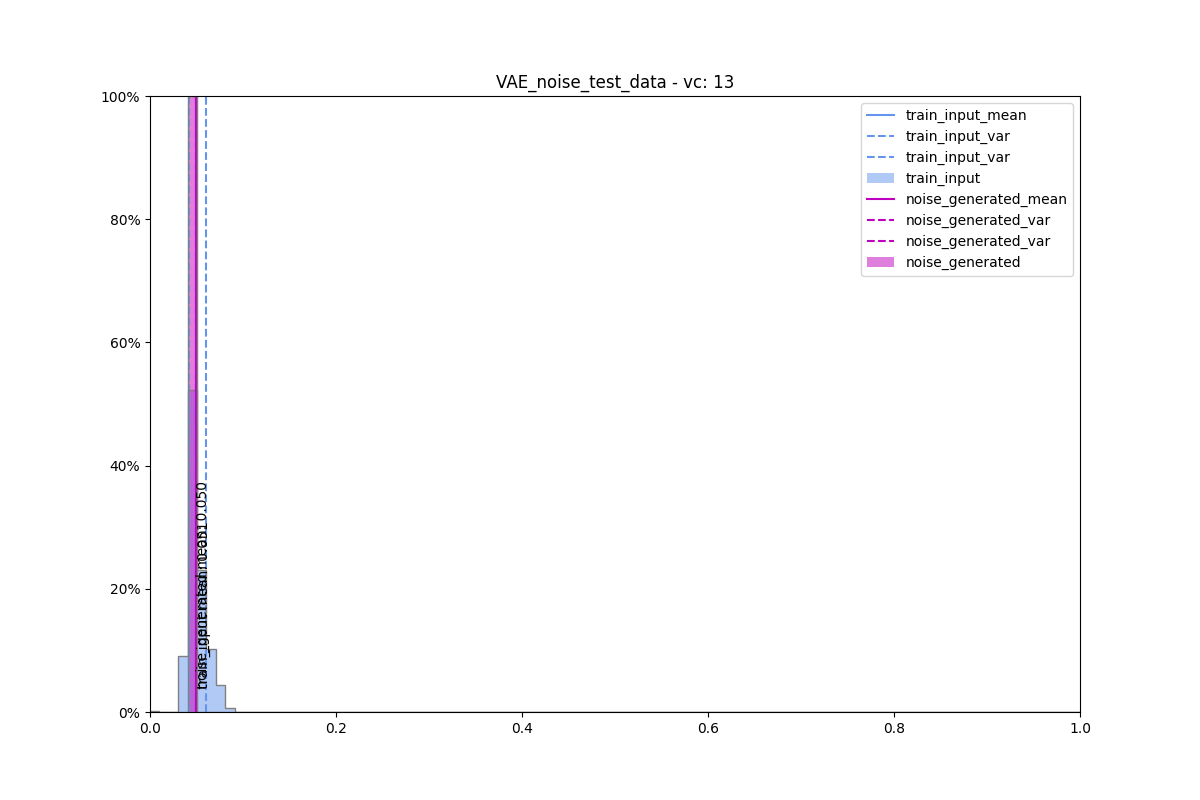 VAE_noise_test_data - vc: 13
100%
80%
60%
40%
20%
0%
0.0
0.2
0.4
0.6
0.8
1.0
train_input_mean
train_input_var
train_input_var
train_input
noise_generated_mean
noise_generated_var
noise_generated_var
noise_generated